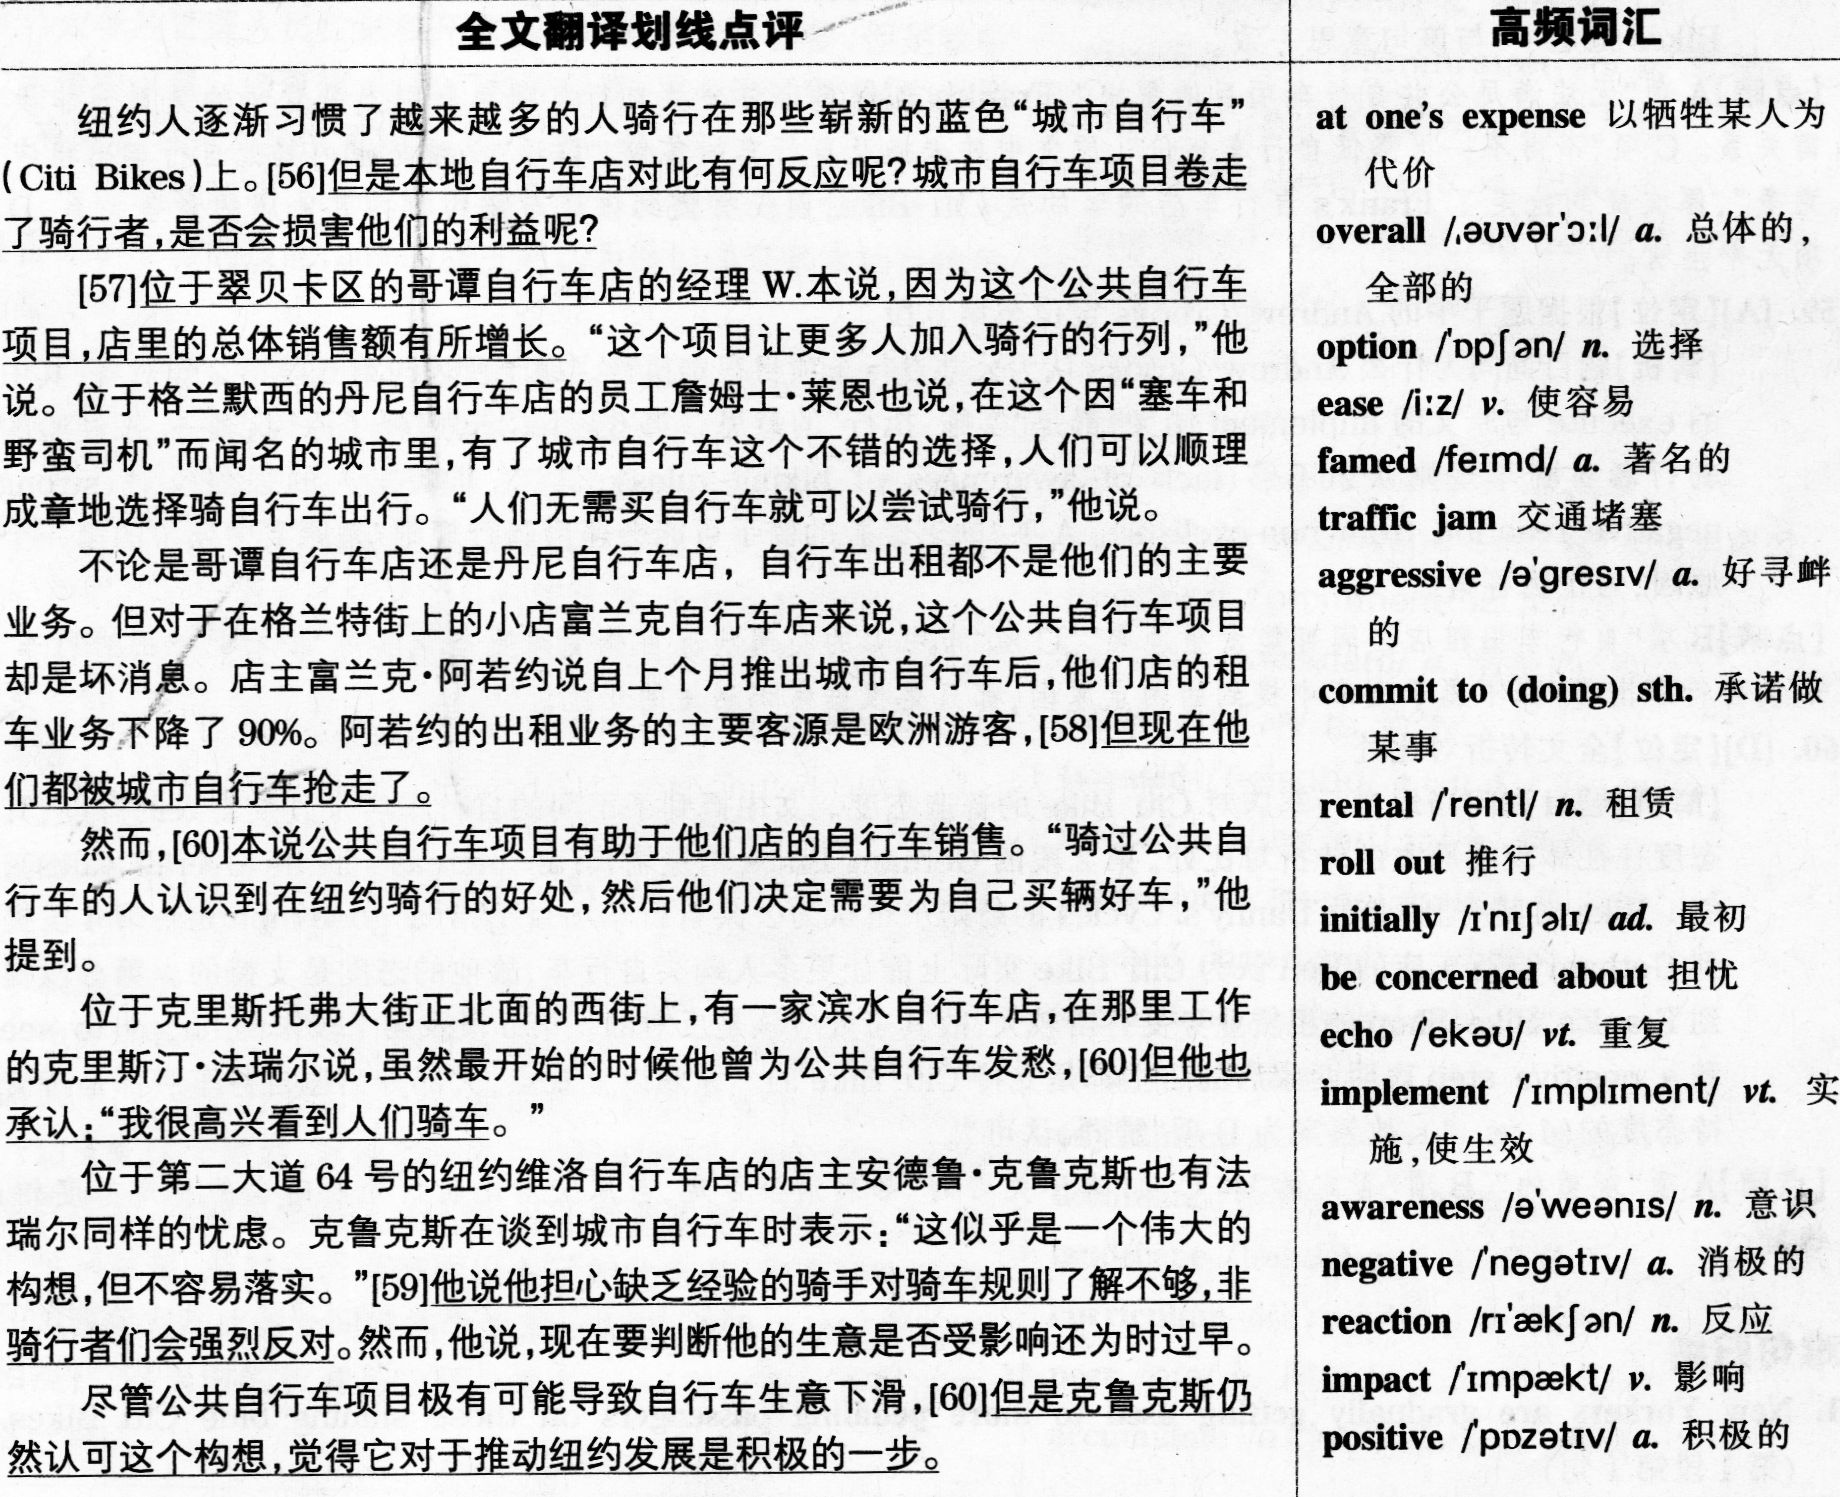 全文翻译划线点评
纽约人逐渐习惯了越来越多的人骑行在那些崭新的蓝色“城市自行车”
(Citi Bikes)上。[56]但是本地自行车店对此有何反应呢?城市自行车项目卷走
了骑行者,是否会损害他们的利益呢?
[57]位于翠贝卡区的哥谭自行车店的经理 W.本说,因为这个公共自行车
项目,店里的总体销售额有所增长。“这个项目让更多人加入骑行的行列,”他
说。位于格兰默西的丹尼自行车店的员工詹姆士·莱恩也说,在这个因“塞车和
野蛮司机”而闻名的城市里,有了城市自行车这个不错的选择,人们可以顺理
成章地选择骑自行车出行。“人们无需买自行车就可以尝试骑行,”他说。
不论是哥谭自行车店还是丹尼自行车店，自行车出租都不是他们的主要
业务。但对于在格兰特街上的小店富兰克自行车店来说,这个公共自行车项目
却是坏消息。店主富兰克·阿若约说自上个月推出城市自行车后,他们店的租
车业务下降了 90%。阿若约的出租业务的主要客源是欧洲游客,[58]但现在他
们都被城市自行车抢走了。
然而,[60]本说公共自行车项目有助于他们店的自行车销售。“骑过公共自
行车的人认识到在纽约骑行的好处,然后他们决定需要为自己买辆好车,”他
提到。
位于克里斯托弗大街正北面的西街上,有一家滨水自行车店,在那里工作
的克里斯汀·法瑞尔说,虽然最开始的时候他曾为公共自行车发愁,[60]但他也
承认:“我很高兴看到人们骑车。”
位于第二大道 64 号的纽约维洛自行车店的店主安德鲁·克鲁克斯也有法
瑞尔同样的忧虑。克鲁克斯在谈到城市自行车时表示:“这似乎是一个伟大的
构想,但不容易落实。”[59]他说他担心缺乏经验的骑手对骑车规则了解不够,非
骑行者们会强烈反对。然而,他说,现在要判断他的生意是否受影响还为时过早。
尽管公共自行车项目极有可能导致自行车生意下滑,[60]但是克鲁克斯仍
然认可这个构想,觉得它对于推动纽约发展是积极的一步。
高频词汇
at one's expense 以牺牲某人为
代价
overall /ˌəʊvərˈɔːl/ a. 总体的,
全部的
option /ˈɒpʃən/ n. 选择
ease /iːz/ v. 使容易
famed /feɪmd/ a. 著名的
traffic jam 交通堵塞
aggressive /əˈgresɪv/ a. 好寻衅
的
commit to (doing) sth. 承诺做
某事
rental /ˈrentl/ n. 租赁
roll out 推行
initially /ɪˈnɪʃəlɪ/ ad. 最初
be concerned about 担忧
echo /ˈekəʊ/ vt. 重复
implement /ˈɪmplɪment/ vt. 实
施,使生效
awareness /əˈweənɪs/ n. 意识
negative /ˈnegətɪv/ a. 消极的
reaction /rɪˈækʃən/ n. 反应
impact /ˈɪmpækt/ v. 影响
positive /ˈpɒzətɪv/ a. 积极的